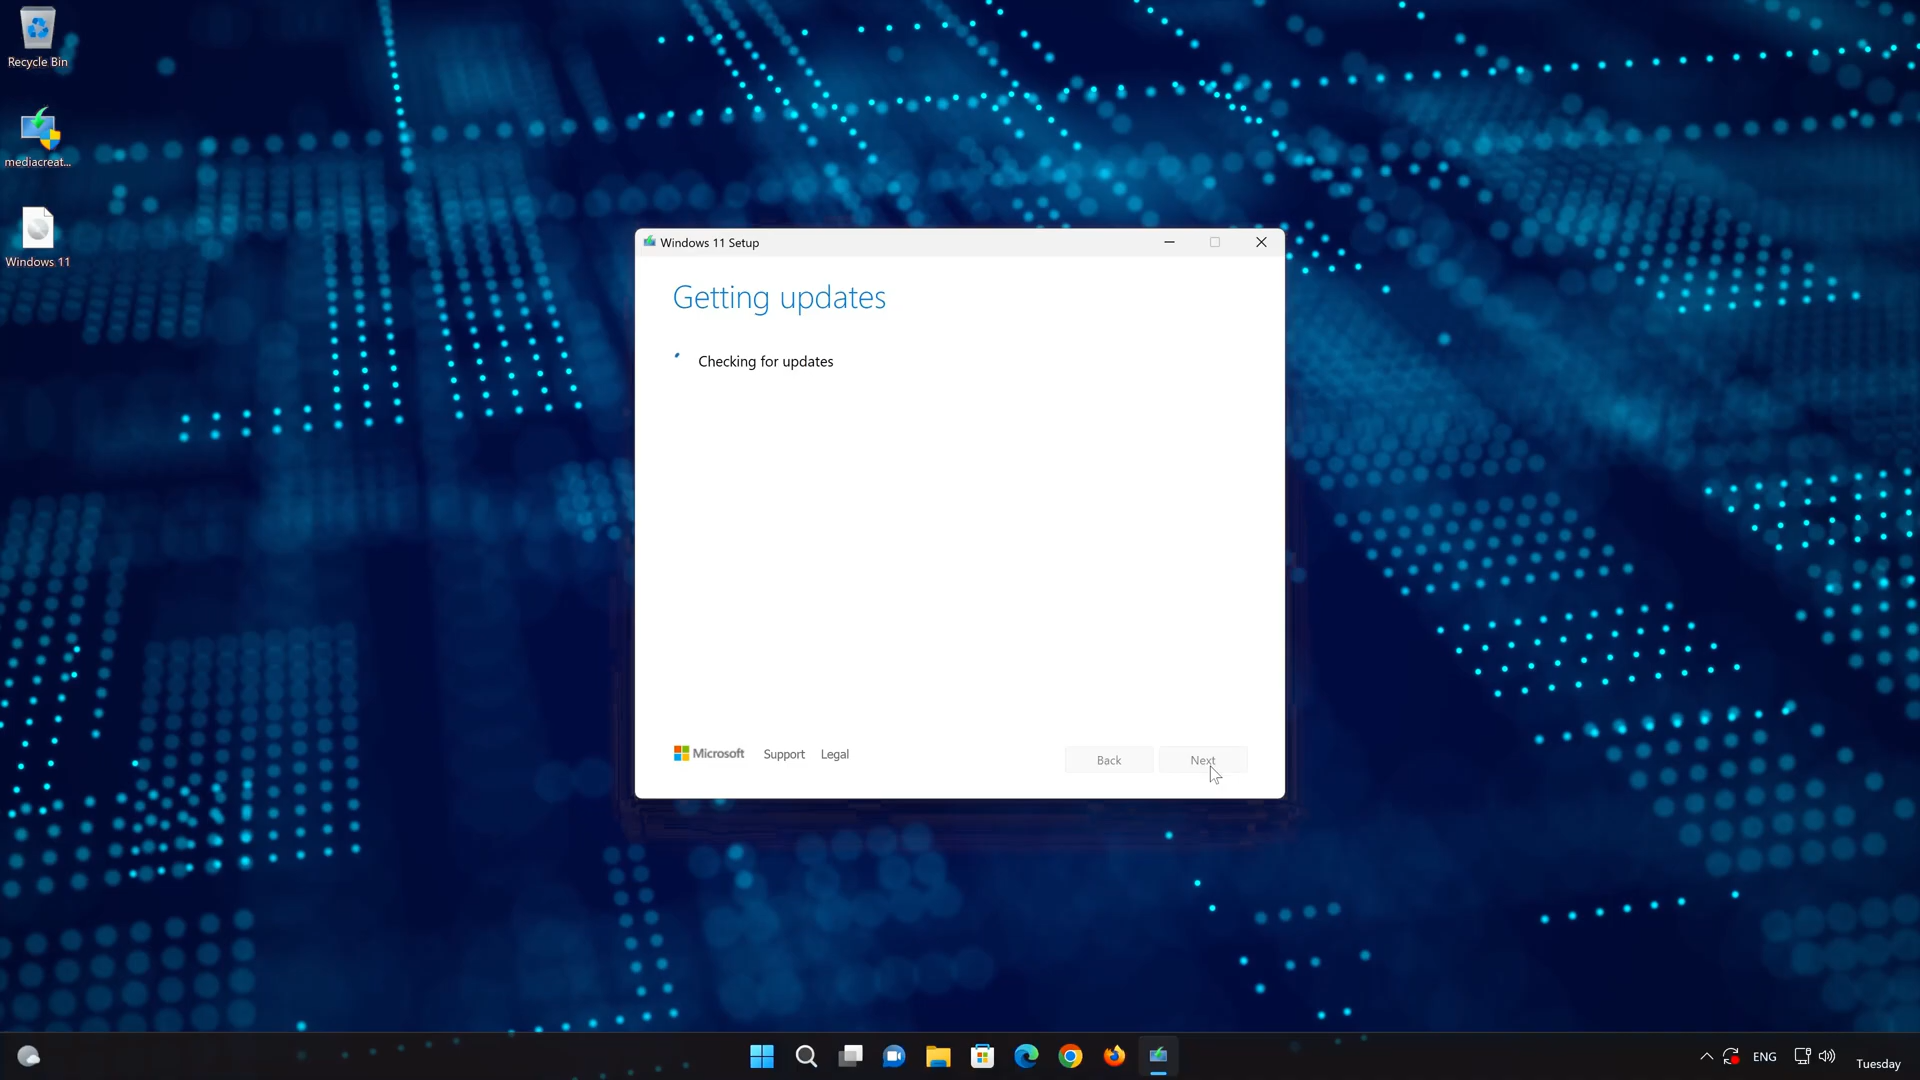 Recycle Bin
mediacreat...
Windows 11
Windows 11 Setup
Getting updates
Checking for updates
Microsoft
Support
Legal
Back
Next
ENG
Tuesday